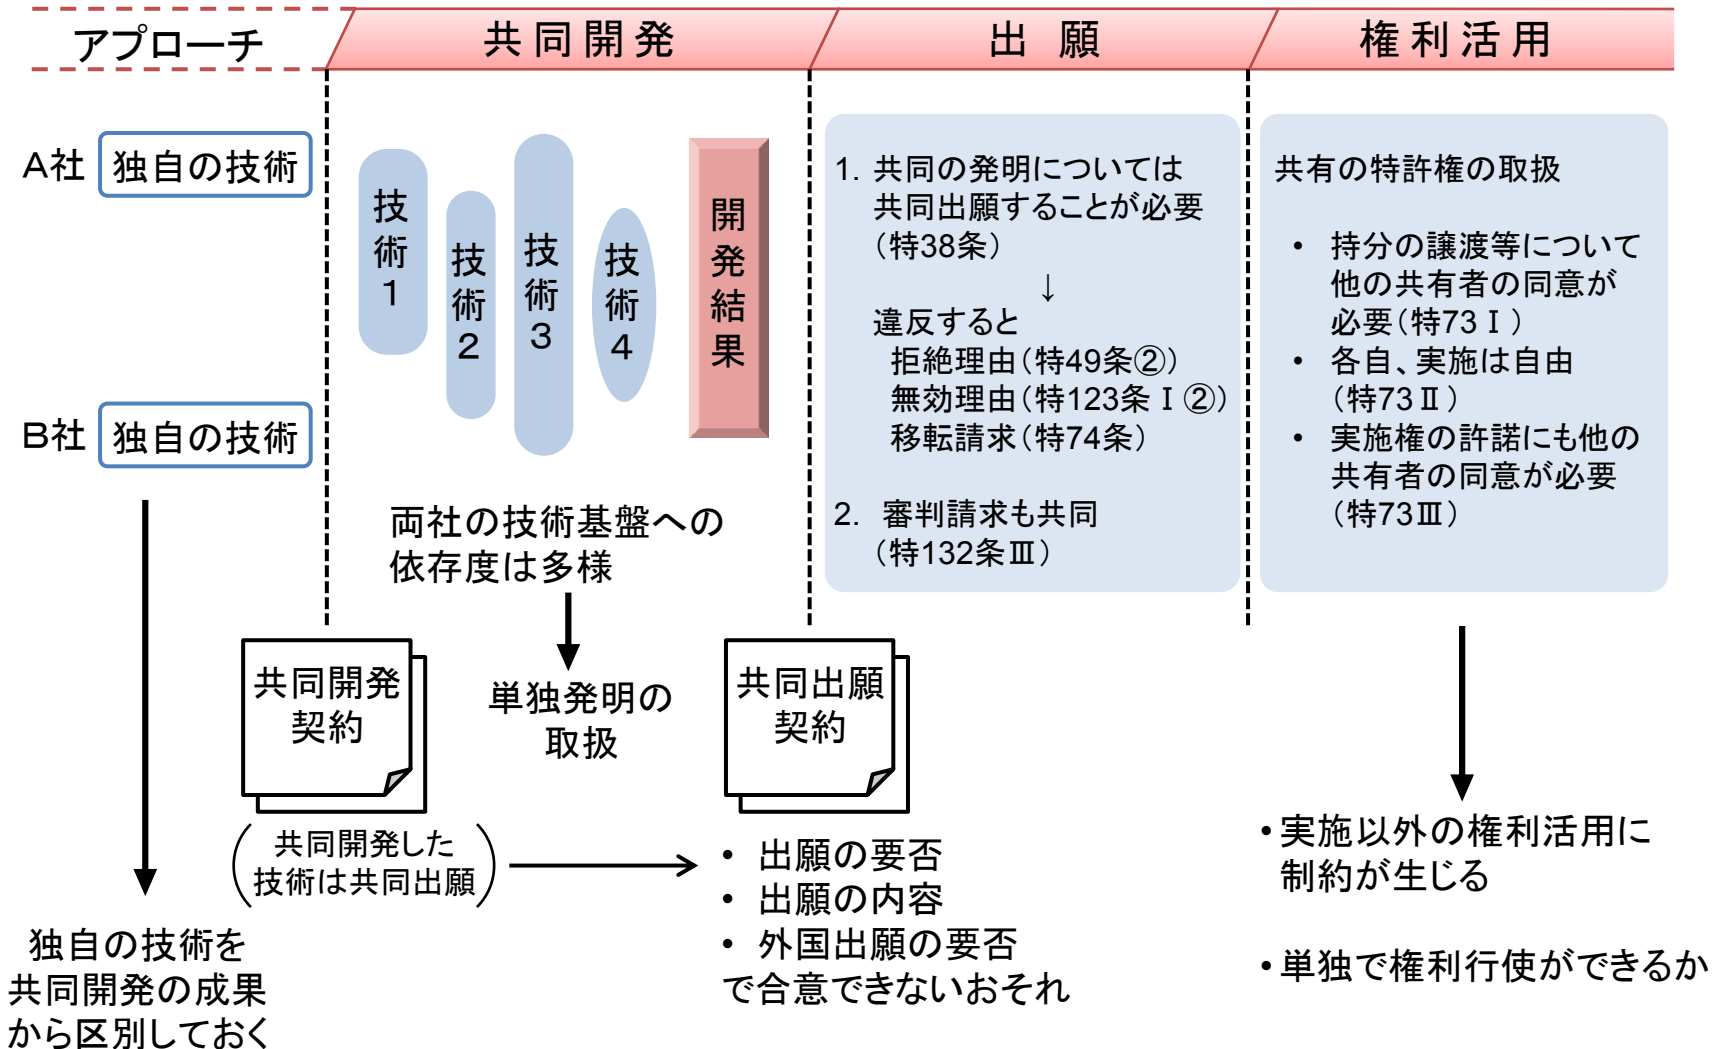 アプローチ
共同開発
出願
権利活用
A社
独自の技術
B社
独自の技術
独自の技術を
共同開発の成果
から区別しておく
技術1
技術2
技術3
技術4
開発結果
両社の技術基盤への
依存度は多様
単独発明の
取扱
共同開発
契約
共同開発した
技術は共同出願
1. 共同の発明については
共同出願することが必要
(特38条)
↓
違反すると
拒絶理由(特49条②)
無効理由(特123条Ⅰ②)
移転請求(特74条)
2. 審判請求も共同
(特132条Ⅲ)
共同出願
契約
• 出願の要否
• 出願の内容
• 外国出願の要否
で合意できないおそれ
共有の特許権の取扱
• 持分の譲渡等について
他の共有者の同意が
必要(特73Ⅰ)
• 各自、実施は自由
(特73Ⅱ)
• 実施権の許諾にも他の
共有者の同意が必要
(特73Ⅲ)
•実施以外の権利活用に
制約が生じる
•単独で権利行使ができるか